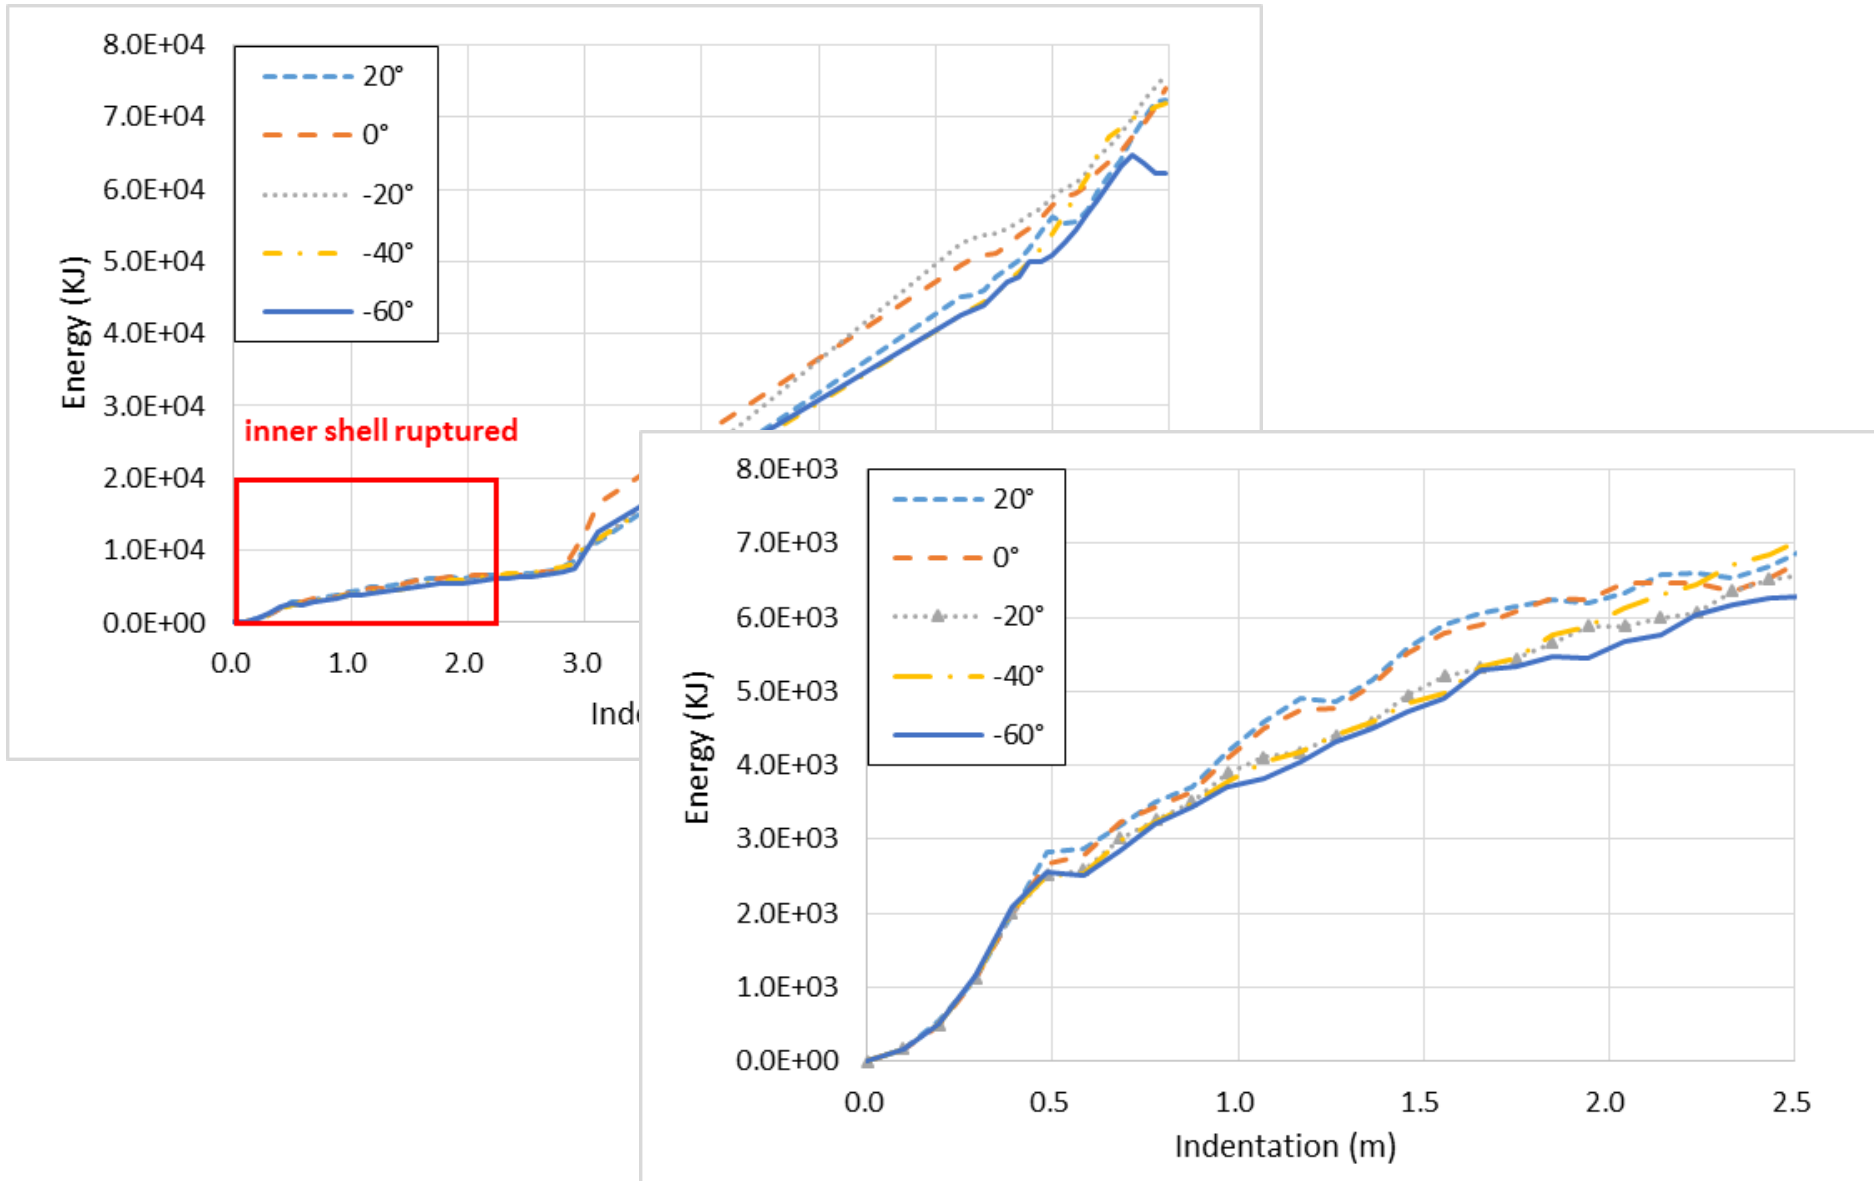 8.0E+04
7.0E+04
6.0E+04
5.0E+04
4.0E+04
3.0E+04
2.0E+04
1.0E+04
0.0E+00
Energy (KJ)
20°
0°
-20°
-40°
-60°
inner shell ruptured
0.0 1.0 2.0 3.0
8.0E+03
7.0E+03
6.0E+03
5.0E+03
4.0E+03
3.0E+03
2.0E+03
1.0E+03
0.0E+00
Energy (KJ)
20°
0°
-20°
-40°
-60°
0.0 0.5 1.0 1.5 2.0 2.5
Indentation (m)